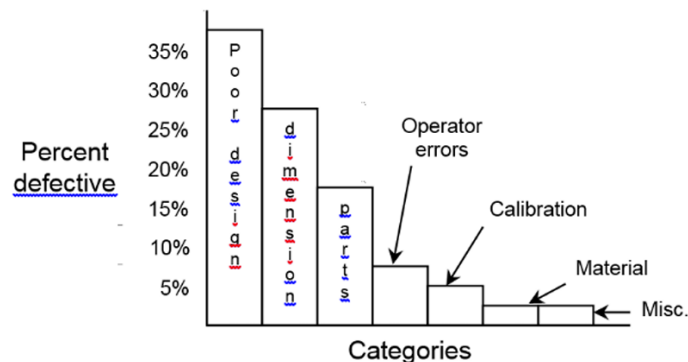 35%
30%
25%
20%
15%
10%
5%
Percent
defective
Poor design
dimension
parts
Operator
errors
Calibration
Material
Misc.
Categories